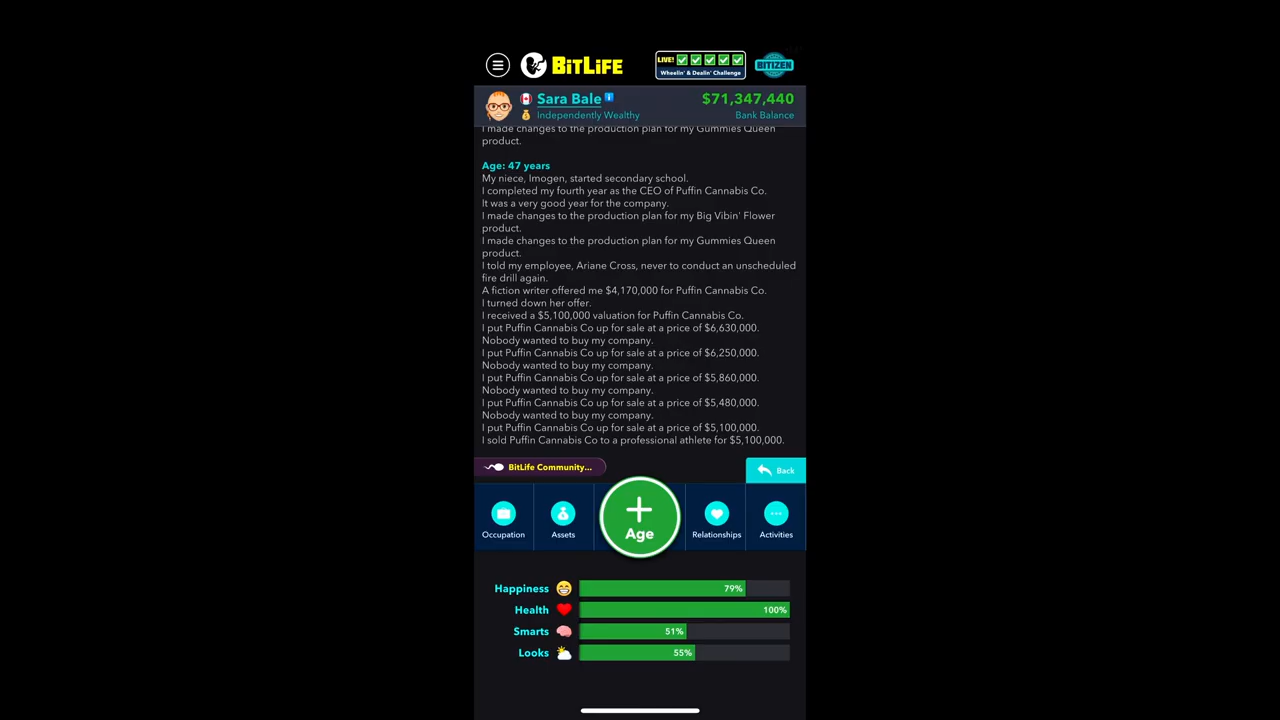 BITLIFE
LIVE!
Wheelin' & Dealin' Challenge
BITIZEN
Sara Bale
$71,347,440
Independently Wealthy
Bank Balance
I made changes to the production plan for my Gummies Queen
product.
Age: 47 years
My niece, Imogen, started secondary school.
I completed my fourth year as the CEO of Puffin Cannabis Co.
It was a very good year for the company.
I made changes to the production plan for my Big Vibin' Flower
product.
I made changes to the production plan for my Gummies Queen
product.
I told my employee, Ariane Cross, never to conduct an unscheduled
fire drill again.
A fiction writer offered me $4,170,000 for Puffin Cannabis Co.
I turned down her offer.
I received a $5,100,000 valuation for Puffin Cannabis Co.
I put Puffin Cannabis Co up for sale at a price of $6,630,000.
Nobody wanted to buy my company.
I put Puffin Cannabis Co up for sale at a price of $6,250,000.
Nobody wanted to buy my company.
I put Puffin Cannabis Co up for sale at a price of $5,860,000.
Nobody wanted to buy my company.
I put Puffin Cannabis Co up for sale at a price of $5,480,000.
Nobody wanted to buy my company.
I put Puffin Cannabis Co up for sale at a price of $5,100,000.
I sold Puffin Cannabis Co to a professional athlete for $5,100,000.
BitLife Community...
Back
Occupation
Assets
Age
Relationships
Activities
Happiness
79%
Health
100%
Smarts
51%
Looks
55%